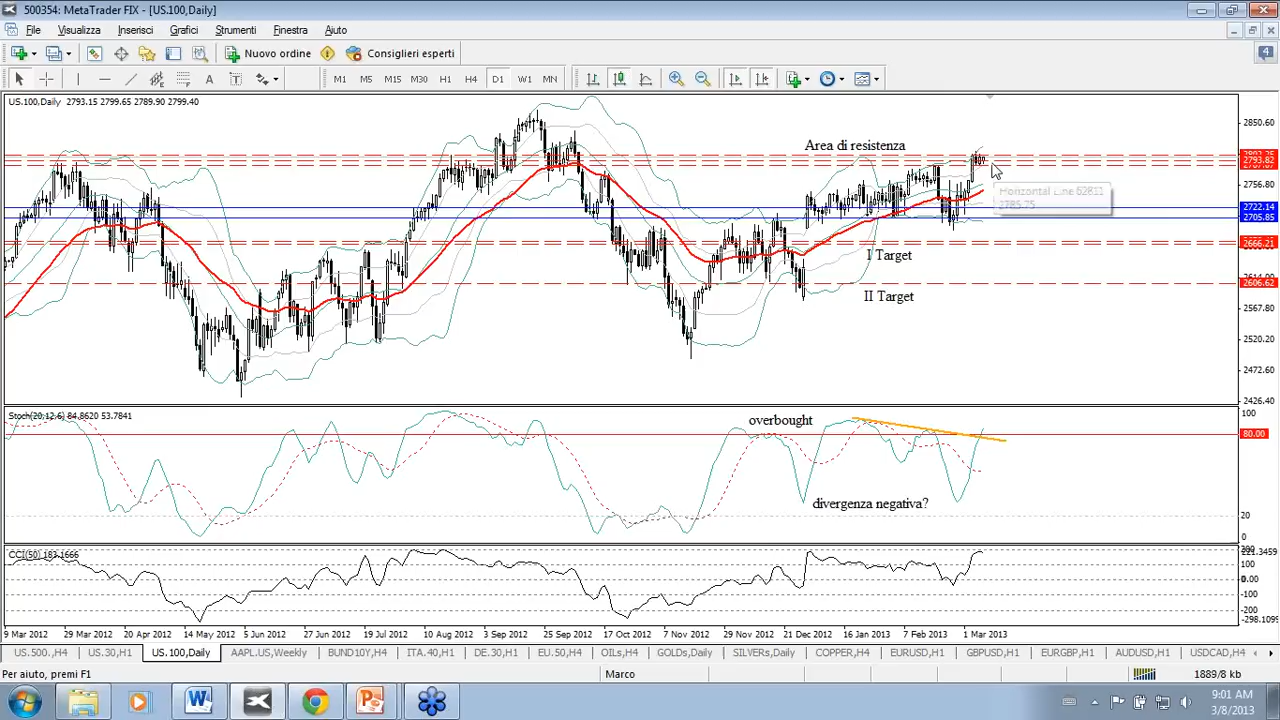 500354: MetaTrader FIX - [US.100,Daily]
File Visualizza Inserisci Grafici Strumenti Finestra Aiuto
Nuovo ordine Consiglieri esperti 4
A T M1 M5 M15 M30 H1 H4 D1 W1 MN
US.100,Daily 2793.15 2799.65 2789.90 2799.40
2850.60
Area di resistenza
2793.82
Horizontal Line 62811
2785.75
2756.80
2722.14
2705.85
2666.21
I Target
2606.62
II Target
2567.80
2520.20
2472.60
2426.40
Stoch(20,12,6) 84.8620 53.7841
100
overbought
80.00
divergenza negativa?
20
0
CCI(50) 183.1666
221.3459
100
0.00
-100
-200
-298.1099
9 Mar 2012 29 Mar 2012 20 Apr 2012 14 May 2012 5 Jun 2012 27 Jun 2012 19 Jul 2012 10 Aug 2012 3 Sep 2012 25 Sep 2012 17 Oct 2012 7 Nov 2012 29 Nov 2012 21 Dec 2012 16 Jan 2013 7 Feb 2013 1 Mar 2013
US.500.,H4 US.30,H1 US.100,Daily AAPL.US,Weekly BUND10Y,H4 ITA.40,H1 DE.30,H1 EU.50,H4 OILs,H4 GOLDs,Daily SILVERs,Daily COPPER,H4 EURUSD,H1 GBPUSD,H1 EURGBP,H1 AUDUSD,H1 USDCAD,H4
Per aiuto, premi F1 Marco 1889/8 kb
9:01 AM
3/8/2013